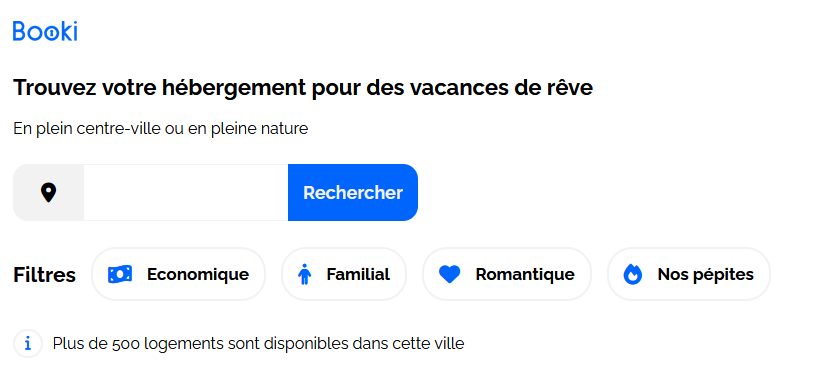 Booki
Trouvez votre hébergement pour des vacances de rêve
En plein centre-ville ou en pleine nature
Rechercher
Filtres Economique Familial Romantique Nos pépites
i Plus de 500 logements sont disponibles dans cette ville